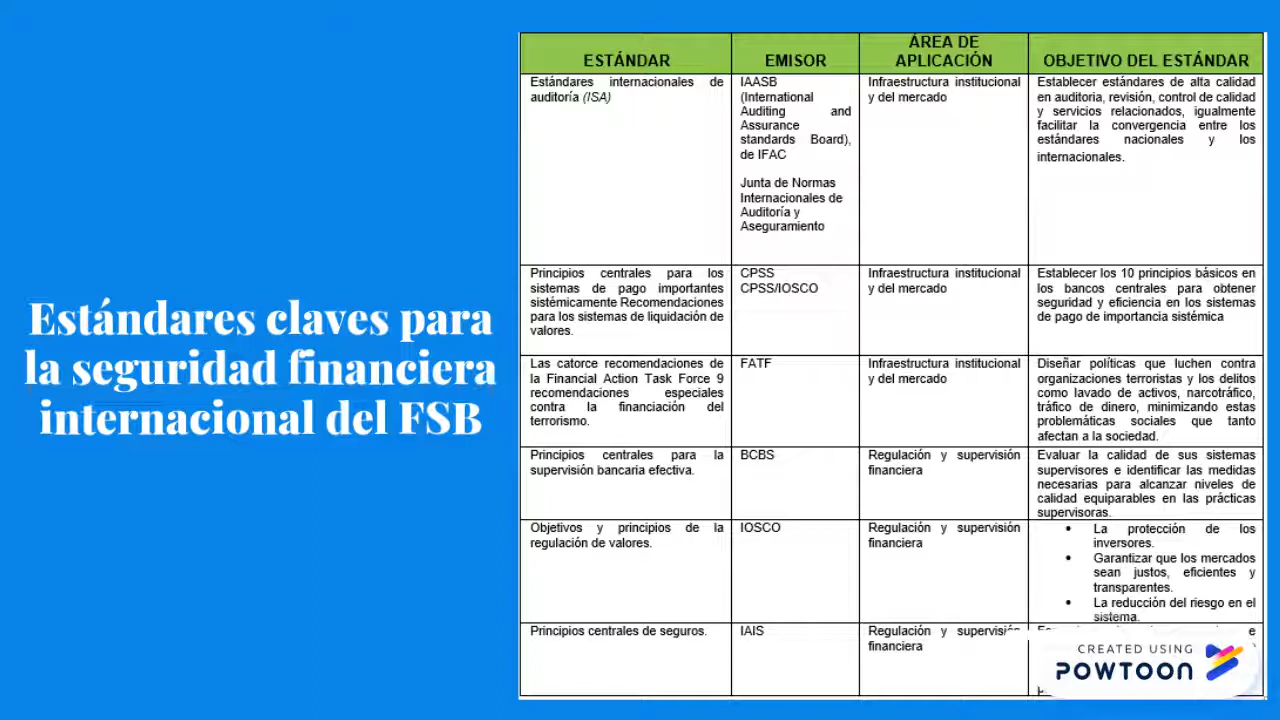 Estándares claves para
la seguridad financiera
internacional del FSB
ESTÁNDAR
EMISOR
ÁREA DE
APLICACIÓN
OBJETIVO DEL ESTÁNDAR
Estándares internacionales de
auditoría (ISA)
IAASB
(International
Auditing and
Assurance
standards Board),
de IFAC
Junta de Normas
Internacionales de
Auditoría y
Aseguramiento
Infraestructura institucional
y del mercado
Establecer estándares de alta calidad
en auditoria, revisión, control de calidad
y servicios relacionados, igualmente
facilitar la convergencia entre los
estándares nacionales y los
internacionales.
Principios centrales para los
sistemas de pago importantes
sistémicamente Recomendaciones
para los sistemas de liquidación de
valores.
CPSS
CPSS/IOSCO
Infraestructura institucional
y del mercado
Establecer los 10 principios básicos en
los bancos centrales para obtener
seguridad y eficiencia en los sistemas
de pago de importancia sistémica
Las catorce recomendaciones de
la Financial Action Task Force 9
recomendaciones especiales
contra la financiación del
terrorismo.
FATF
Infraestructura institucional
y del mercado
Diseñar políticas que luchen contra
organizaciones terroristas y los delitos
como lavado de activos, narcotráfico,
tráfico de dinero, minimizando estas
problemáticas sociales que tanto
afectan a la sociedad.
Principios centrales para la
supervisión bancaria efectiva.
BCBS
Regulación y supervisión
financiera
Evaluar la calidad de sus sistemas
supervisores e identificar las medidas
necesarias para alcanzar niveles de
calidad equiparables en las prácticas
supervisoras.
Objetivos y principios de la
regulación de valores.
IOSCO
Regulación y supervisión
financiera
• La protección de los
inversores.
• Garantizar que los mercados
sean justos, eficientes y
transparentes.
• La reducción del riesgo en el
sistema.
Principios centrales de seguros.
IAIS
Regulación y supervisión
financiera
e
CREATED USING
POWTOON